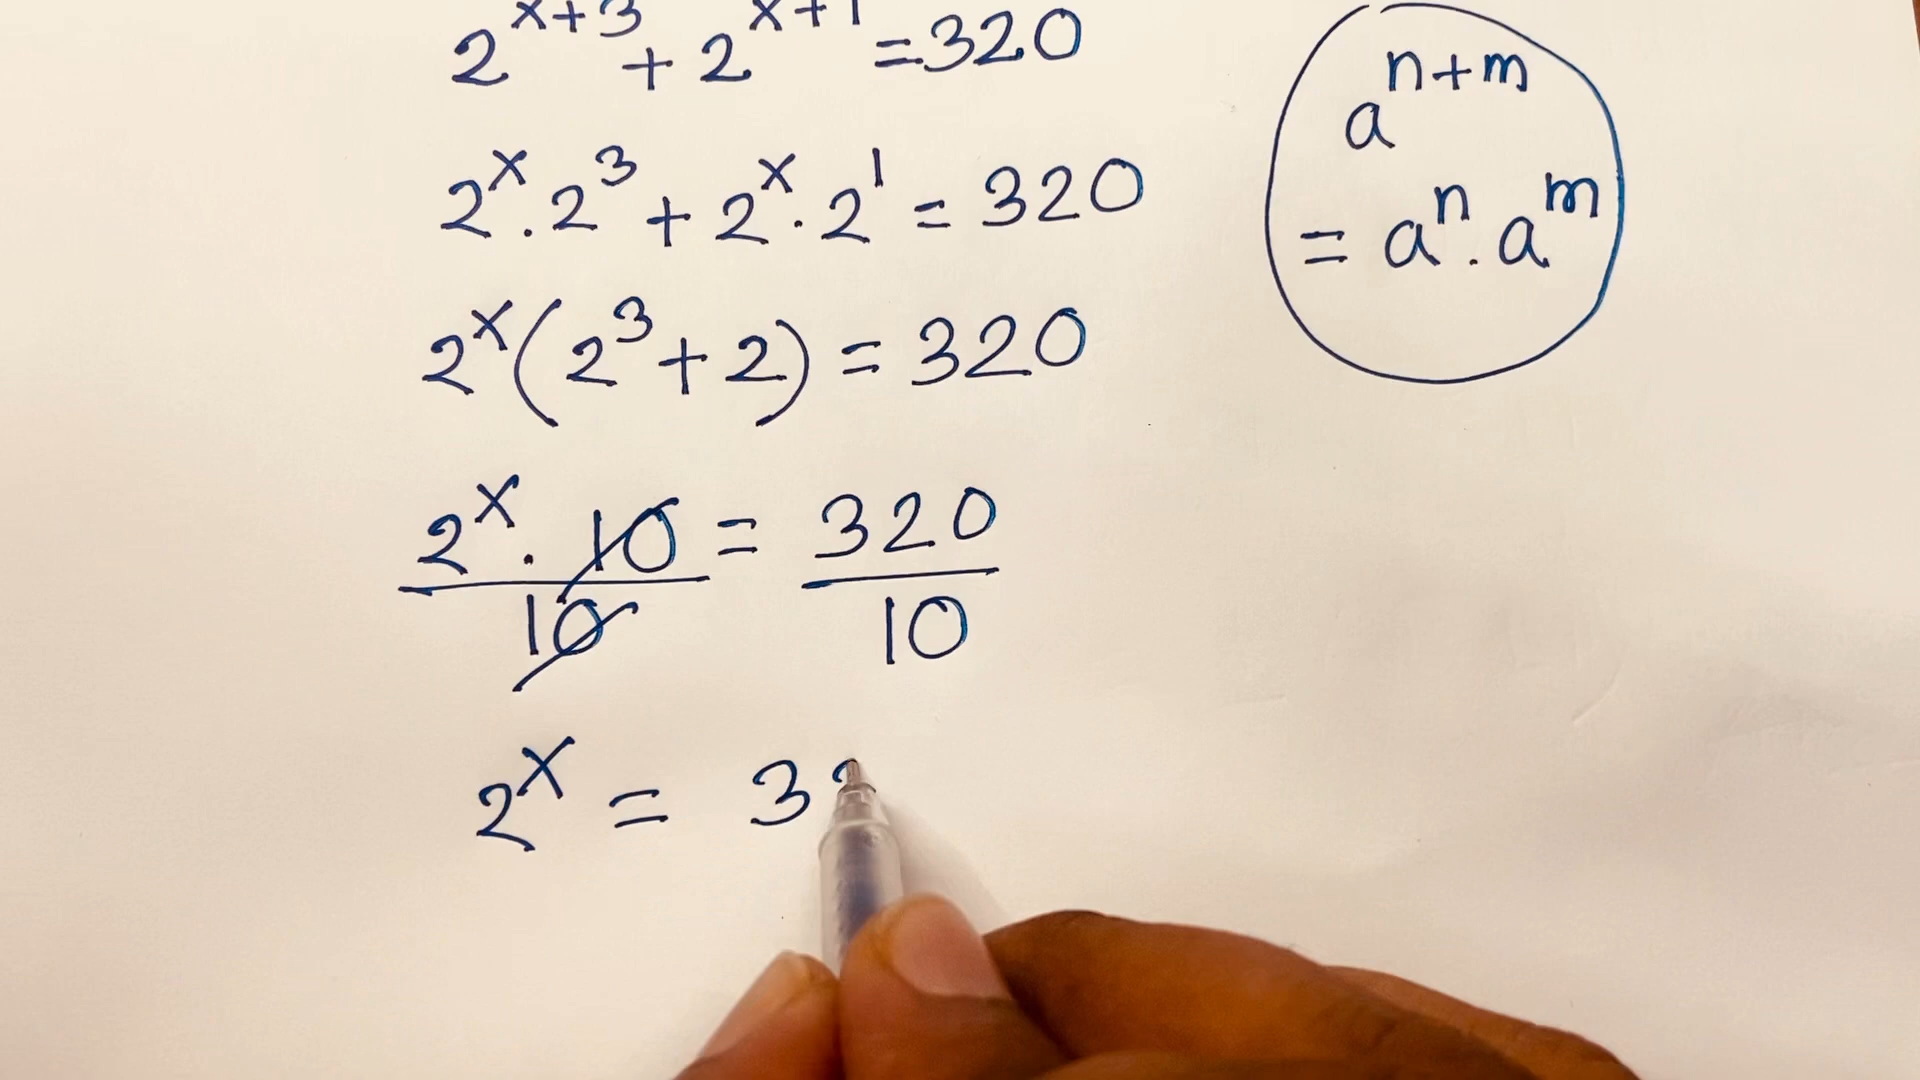 2^{x+3} + 2^{x+1} = 320
2^x . 2^3 + 2^x . 2^1 = 320
2^x (2^3 + 2) = 320
2^x . 10 = 320
10 10
2^x = 3
a^{n+m}
= a^n . a^m